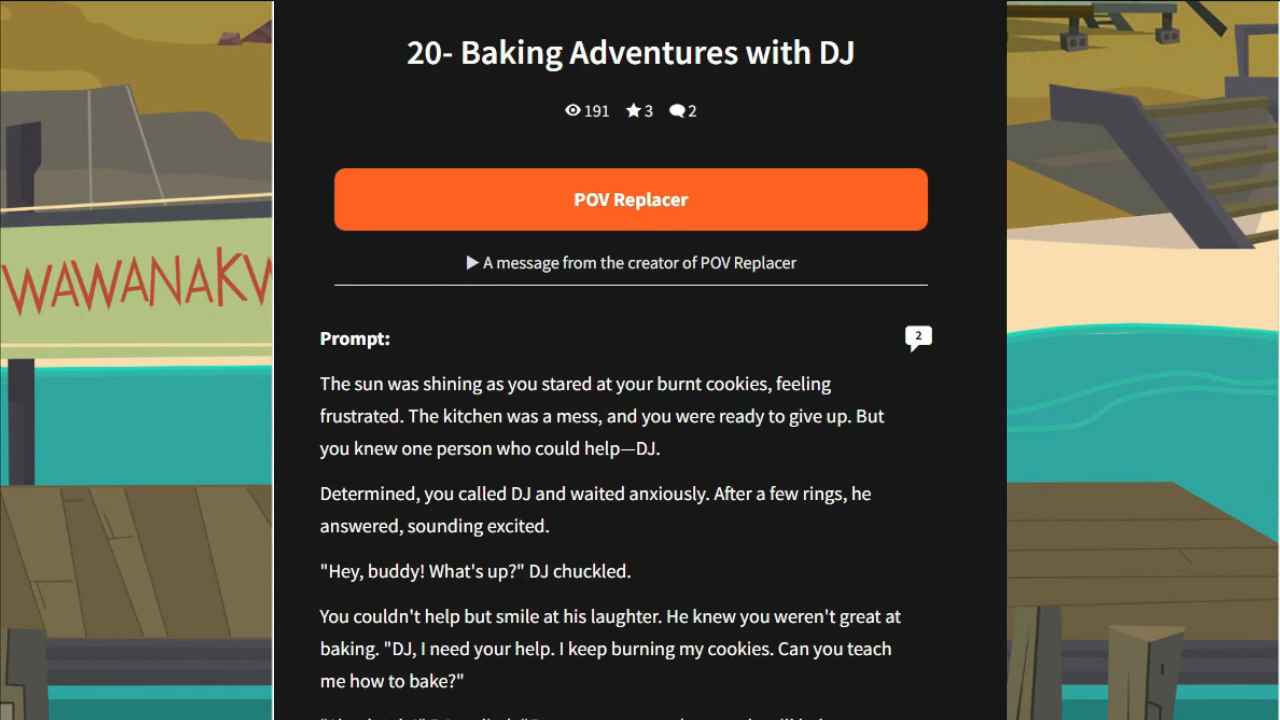 20- Baking Adventures with DJ
191 3 2
POV Replacer
▶ A message from the creator of POV Replacer
WAWANAKW
Prompt:
2
The sun was shining as you stared at your burnt cookies, feeling
frustrated. The kitchen was a mess, and you were ready to give up. But
you knew one person who could help—DJ.
Determined, you called DJ and waited anxiously. After a few rings, he
answered, sounding excited.
"Hey, buddy! What's up?" DJ chuckled.
You couldn't help but smile at his laughter. He knew you weren't great at
baking. "DJ, I need your help. I keep burning my cookies. Can you teach
me how to bake?"